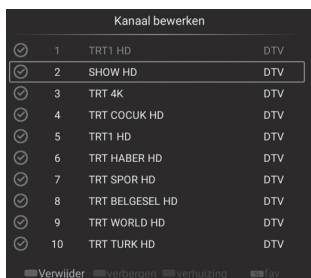 Kanaal bewerken
1 TRT1 HD DTV
2 SHOW HD DTV
3 TRT 4K DTV
4 TRT COCUK HD DTV
5 TRT1 HD DTV
6 TRT HABER HD DTV
7 TRT SPOR HD DTV
8 TRT BELGESEL HD DTV
9 TRT WORLD HD DTV
10 TRT TURK HD DTV
Verwijder verbergen verhuizing fav